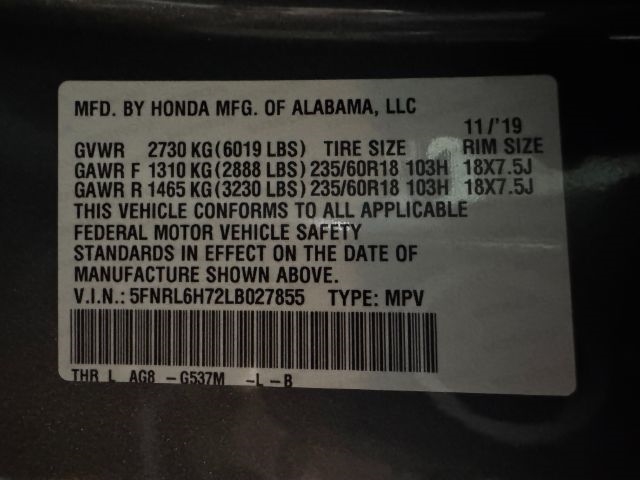 MFD. BY HONDA MFG. OF ALABAMA, LLC
11/'19
GVWR 2730 KG (6019 LBS) TIRE SIZE RIM SIZE
GAWR F 1310 KG (2888 LBS) 235/60R18 103H 18X7.5J
GAWR R 1465 KG (3230 LBS) 235/60R18 103H 18X7.5J
THIS VEHICLE CONFORMS TO ALL APPLICABLE
FEDERAL MOTOR VEHICLE SAFETY
STANDARDS IN EFFECT ON THE DATE OF
MANUFACTURE SHOWN ABOVE.
V.I.N.: 5FNRL6H72LB027855 TYPE: MPV
THR L AG8 - G537M - L - B